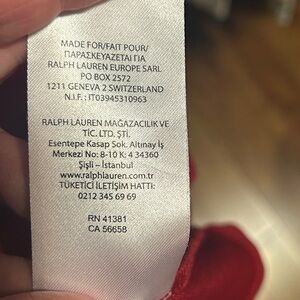 MADE FOR/FAIT POUR/
ΠΑΡΑΣΚΕΥΑΖΕΤΑΙ ΓΙΑ
RALPH LAUREN EUROPE SARL
PO BOX 2572
1211 GENEVA 2 SWITZERLAND
N.I.F.: IT03945310963
RALPH LAUREN MAĞAZACILIK VE
TİC. LTD. ŞTİ.
Esentepe Kasap Sok. Altınay İş
Merkezi No: 8-10 K: 4 34360
Şişli – İstanbul
www.ralphlauren.com.tr
TÜKETİCİ İLETİŞİM HATTI:
0212 345 69 69
RN 41381
CA 56658